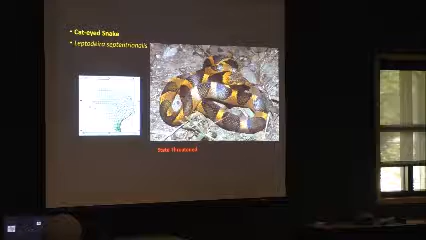 • Cat-eyed Snake
• Leptodeira septentrionalis
State Threatened